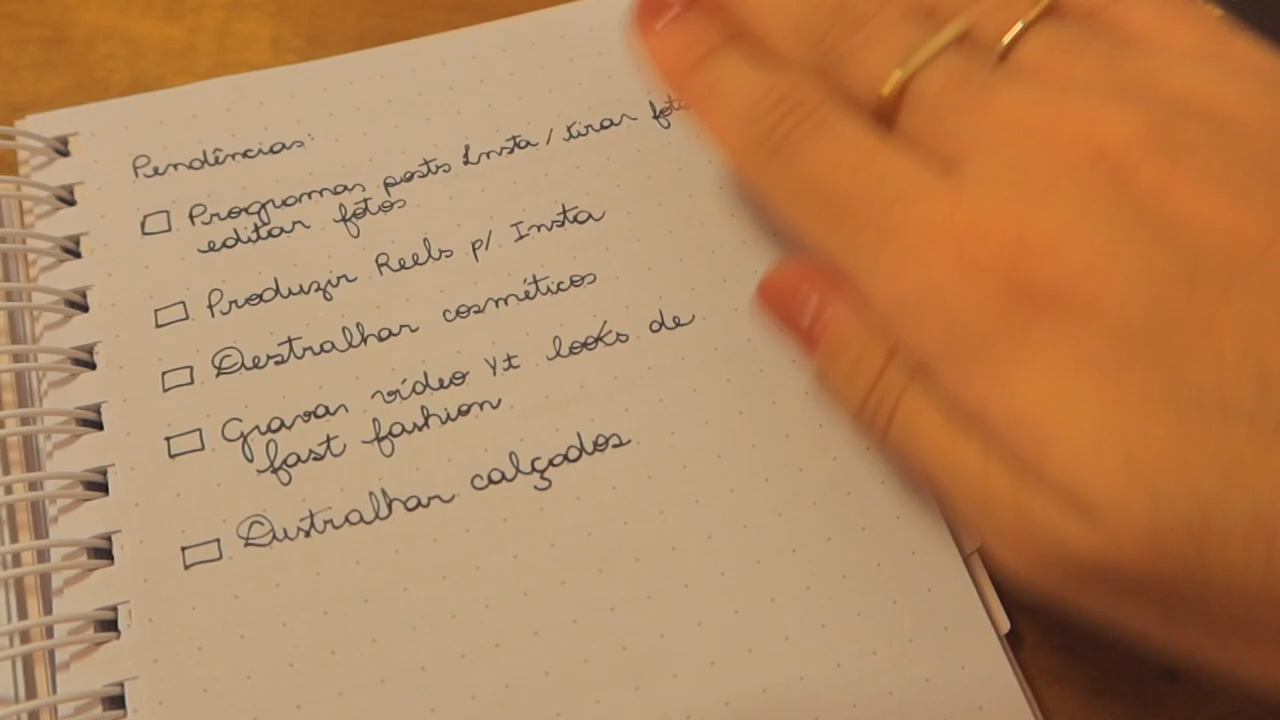 Pendências:
Programar posts Insta / tirar foto
editar fotos
Produzir Reels p/ Insta
Destralhar cosméticos
Gravar vídeo Yt looks de
fast fashion
Destralhar calçados